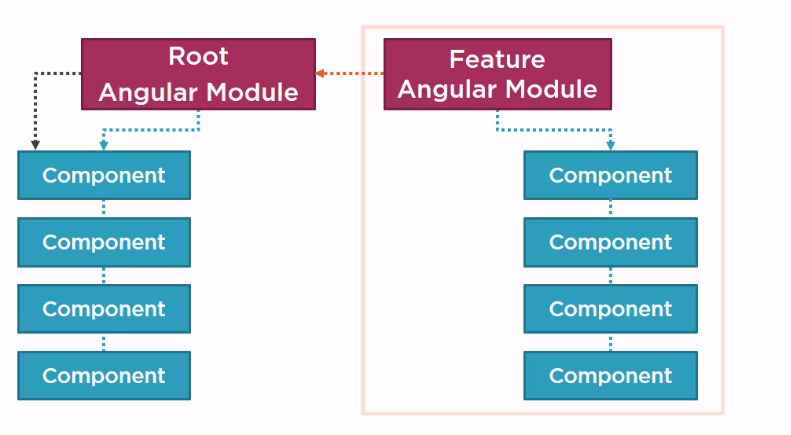 Root
Angular Module
Feature
Angular Module
Component
Component
Component
Component
Component
Component
Component
Component